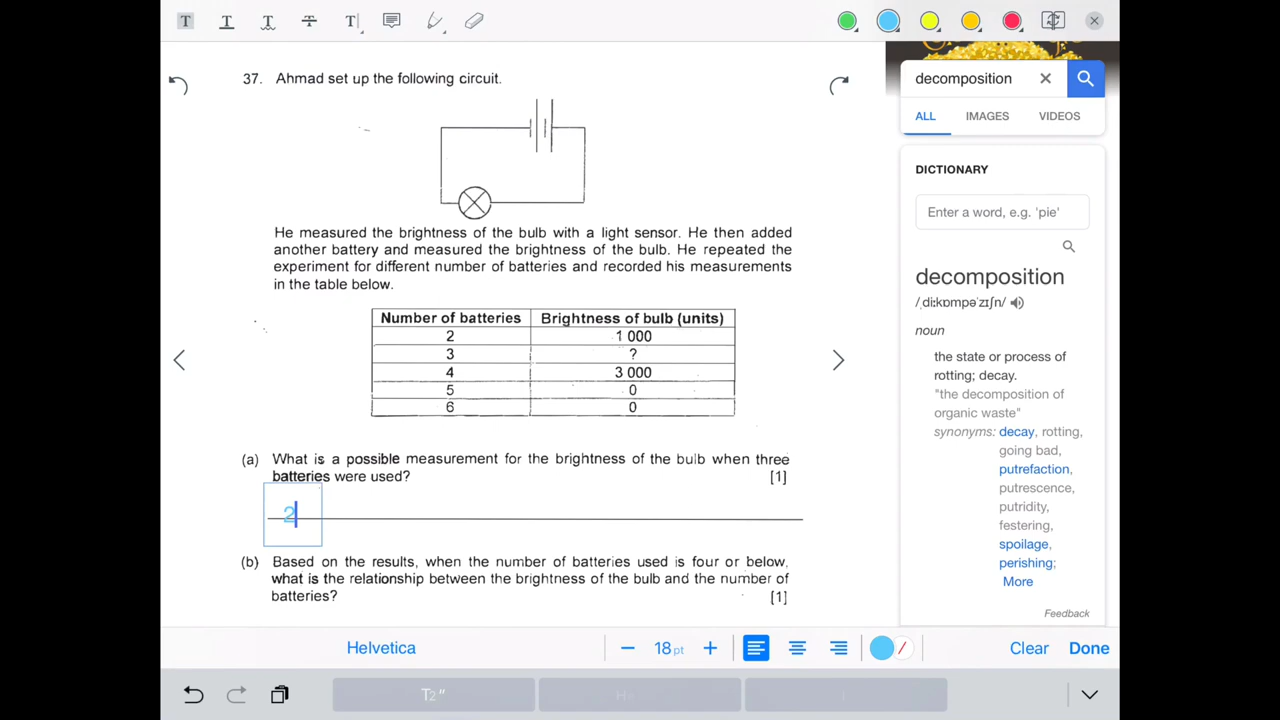 T T T T T
decomposition
ALL IMAGES VIDEOS
37. Ahmad set up the following circuit.
He measured the brightness of the bulb with a light sensor. He then added
another battery and measured the brightness of the bulb. He repeated the
experiment for different number of batteries and recorded his measurements
in the table below.
Number of batteries Brightness of bulb (units)
2 1 000
3 ?
4 3 000
5 0
6 0
(a) What is a possible measurement for the brightness of the bulb when three
batteries were used? [1]
2
(b) Based on the results, when the number of batteries used is four or below,
what is the relationship between the brightness of the bulb and the number of
batteries? [1]
DICTIONARY
Enter a word, e.g. 'pie'
decomposition
/ˌdiːkɒmpəˈzɪʃn/
noun
the state or process of
rotting; decay.
"the decomposition of
organic waste"
synonyms: decay, rotting,
going bad,
putrefaction,
putrescence,
putridity,
festering,
spoilage,
perishing;
More
Feedback
Helvetica − 18pt + Clear Done